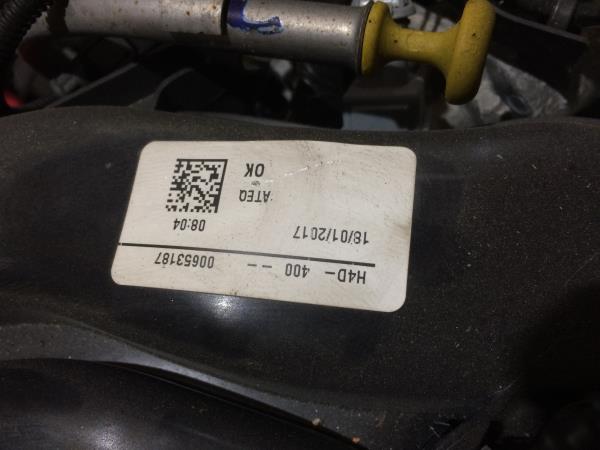 H4D- 400 -- 00653187
18/01/2017 08:04
ATEQ
OK